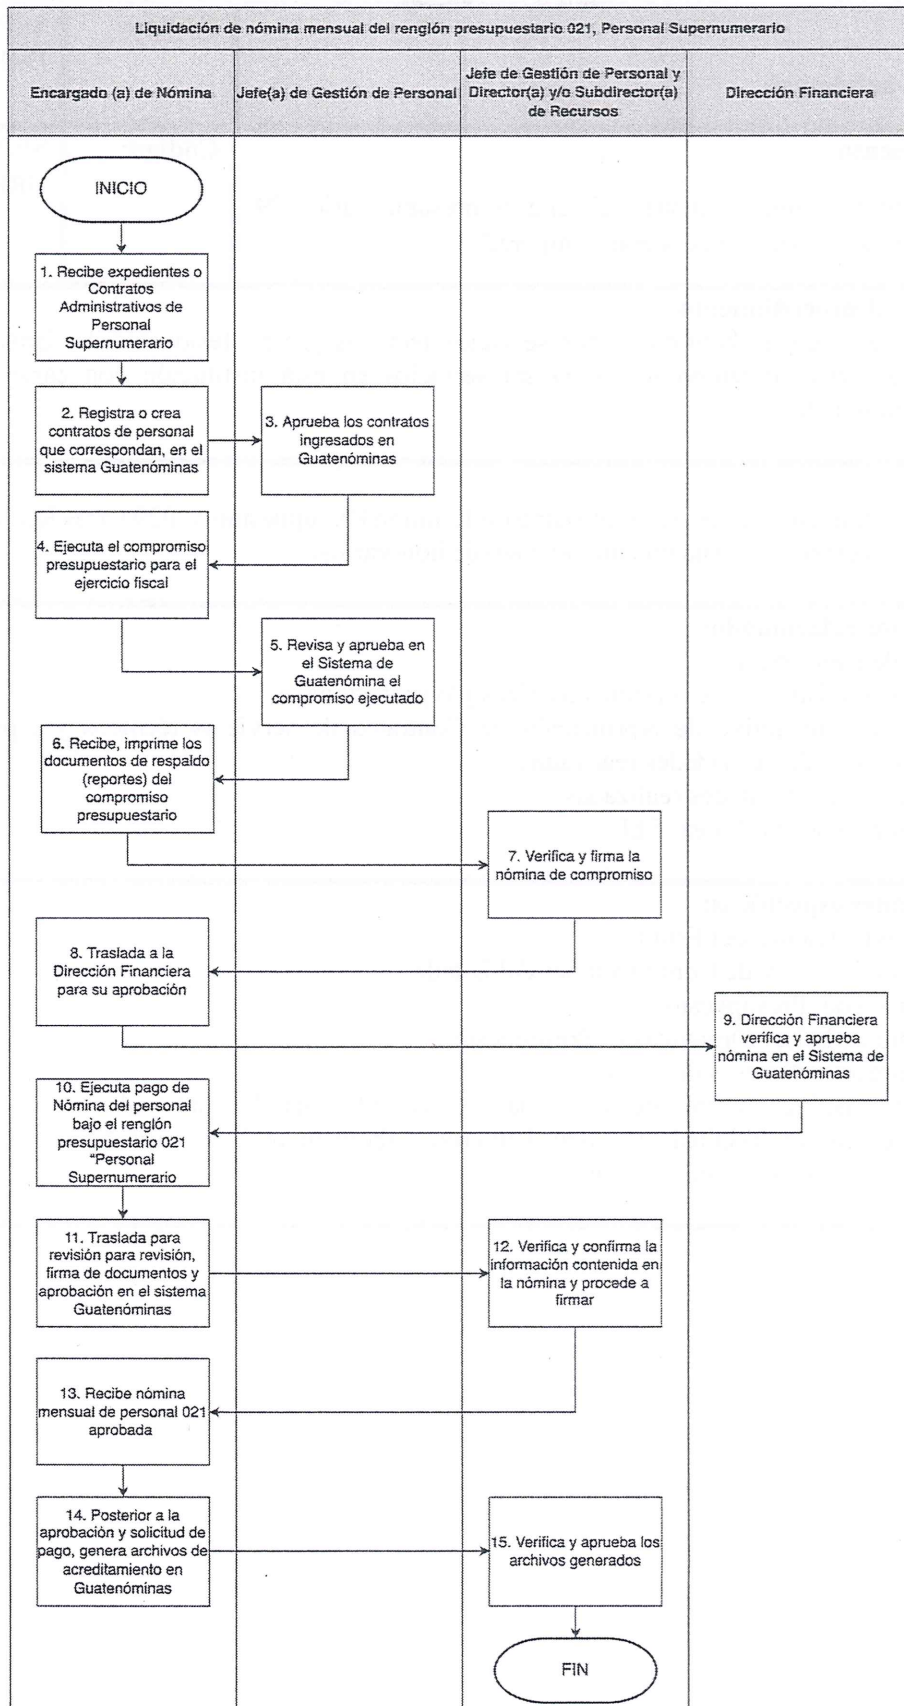 Liquidación de nómina mensual del renglón presupuestario 021, Personal Supernumerario
Encargado (a) de Nómina
Jefe(a) de Gestión de Personal
Jefe de Gestión de Personal y
Director(a) y/o Subdirector(a)
de Recursos
Dirección Financiera
INICIO
1. Recibe expedientes o
Contratos
Administrativos de
Personal
Supernumerario
2. Registra o crea
contratos de personal
que correspondan, en el
sistema Guatenóminas
3. Aprueba los contratos
ingresados en
Guatenóminas
4. Ejecuta el compromiso
presupuestario para el
ejercicio fiscal
5. Revisa y aprueba en
el Sistema de
Guatenómina el
compromiso ejecutado
6. Recibe, imprime los
documentos de respaldo
(reportes) del
compromiso
presupuestario
7. Verifica y firma la
nómina de compromiso
8. Traslada a la
Dirección Financiera
para su aprobación
9. Dirección Financiera
verifica y aprueba
nómina en el Sistema de
Guatenóminas
10. Ejecuta pago de
Nómina del personal
bajo el renglón
presupuestario 021
"Personal
Supernumerario
11. Traslada para
revisión para revisión,
firma de documentos y
aprobación en el sistema
Guatenóminas
12. Verifica y confirma la
información contenida en
la nómina y procede a
firmar
13. Recibe nómina
mensual de personal 021
aprobada
14. Posterior a la
aprobación y solicitud de
pago, genera archivos de
acreditamiento en
Guatenóminas
15. Verifica y aprueba los
archivos generados
FIN